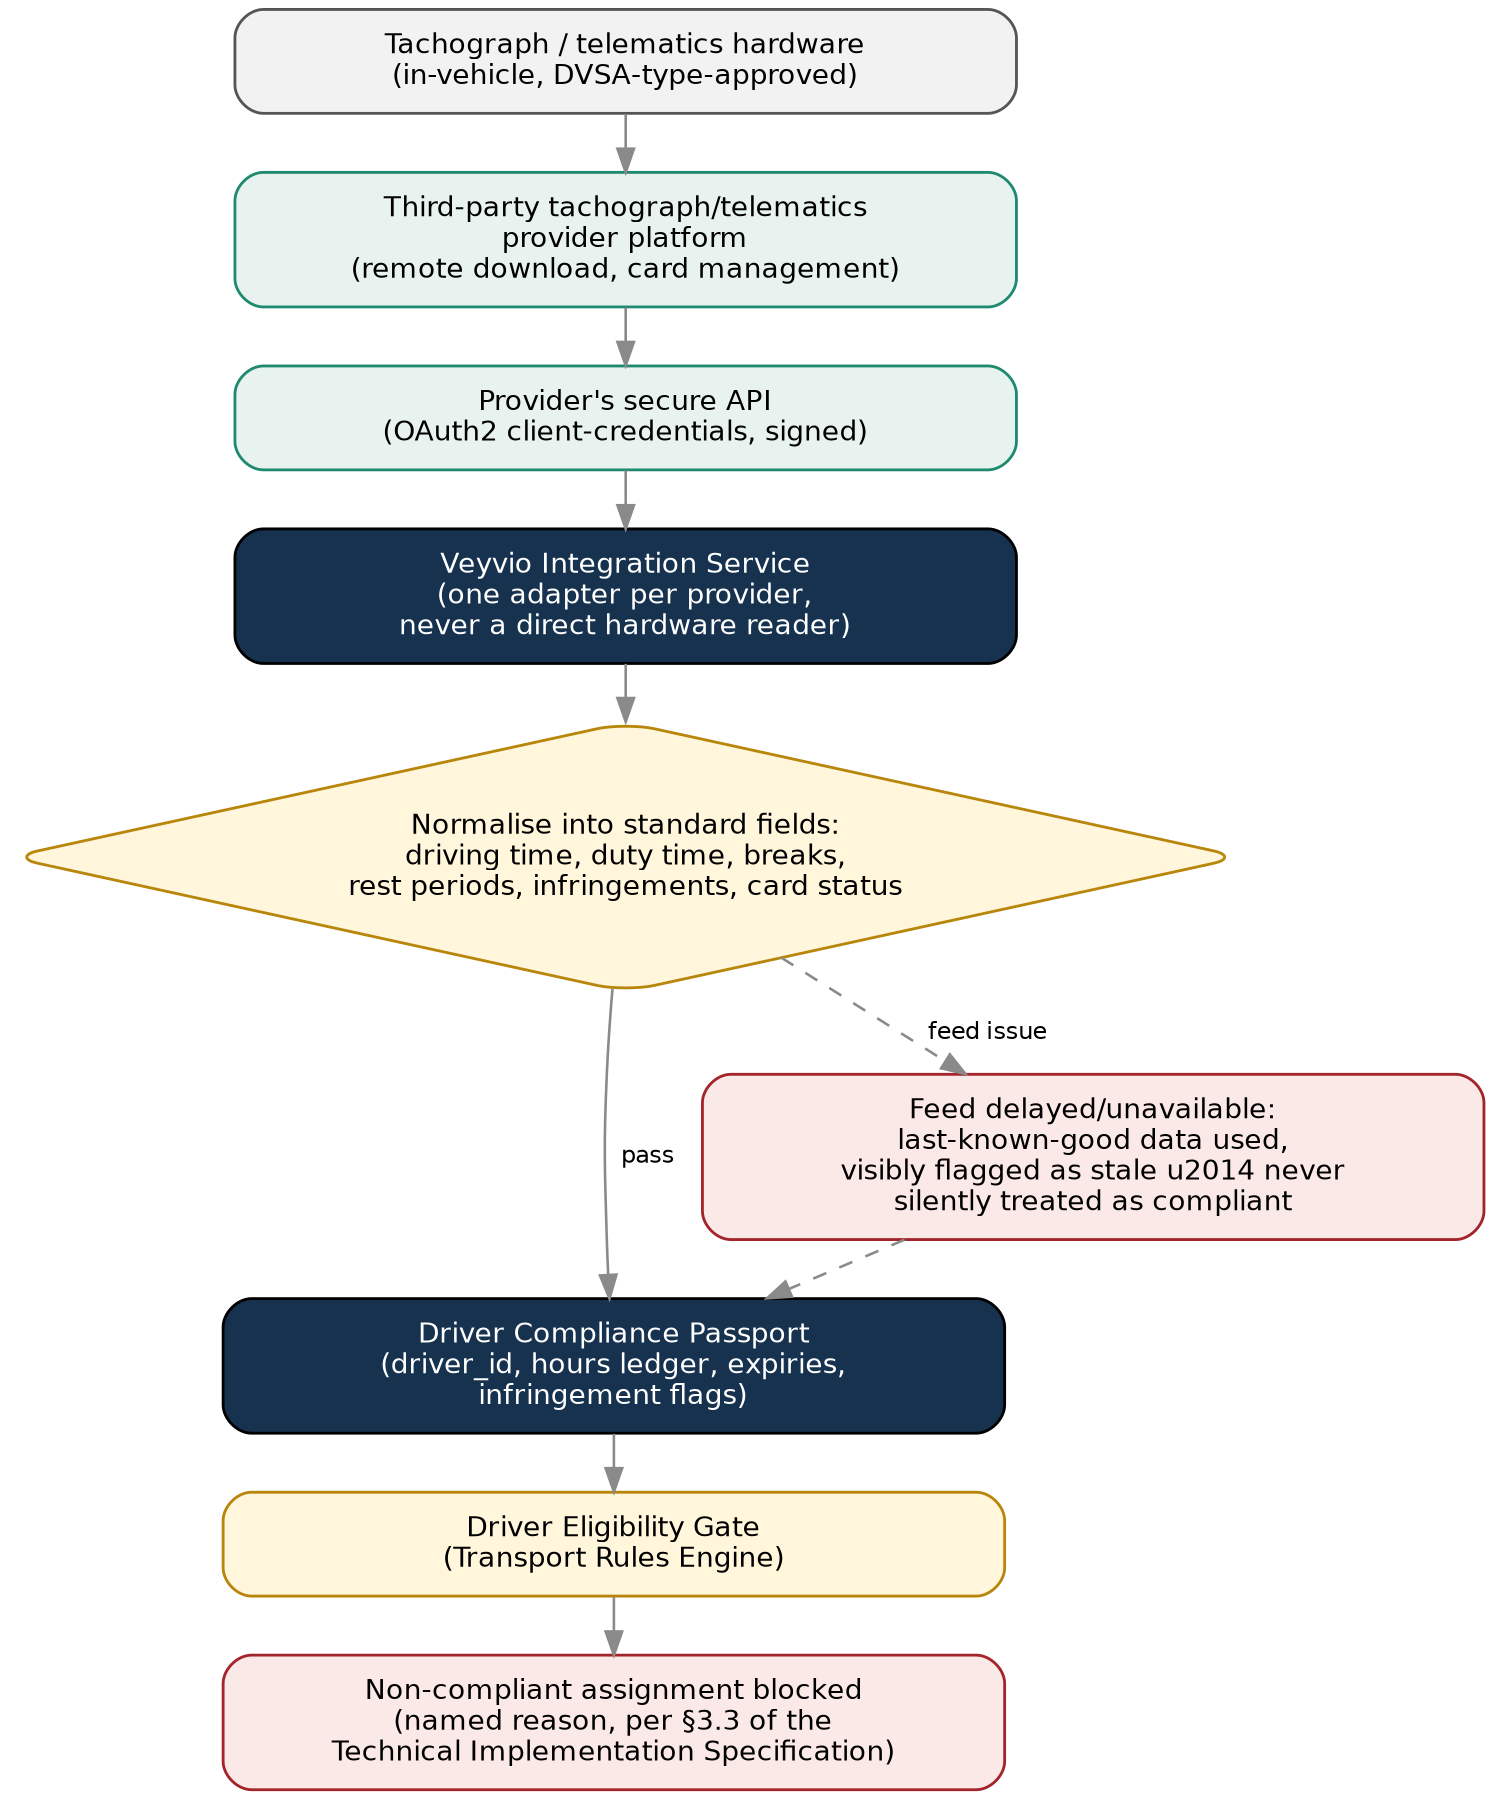 Tachograph / telematics hardware
(in-vehicle, DVSA-type-approved)
Third-party tachograph/telematics
provider platform
(remote download, card management)
Provider's secure API
(OAuth2 client-credentials, signed)
Veyvio Integration Service
(one adapter per provider,
never a direct hardware reader)
Normalise into standard fields:
driving time, duty time, breaks,
rest periods, infringements, card status
feed issue
Feed delayed/unavailable:
last-known-good data used,
visibly flagged as stale u2014 never
silently treated as compliant
pass
Driver Compliance Passport
(driver_id, hours ledger, expiries,
infringement flags)
Driver Eligibility Gate
(Transport Rules Engine)
Non-compliant assignment blocked
(named reason, per §3.3 of the
Technical Implementation Specification)